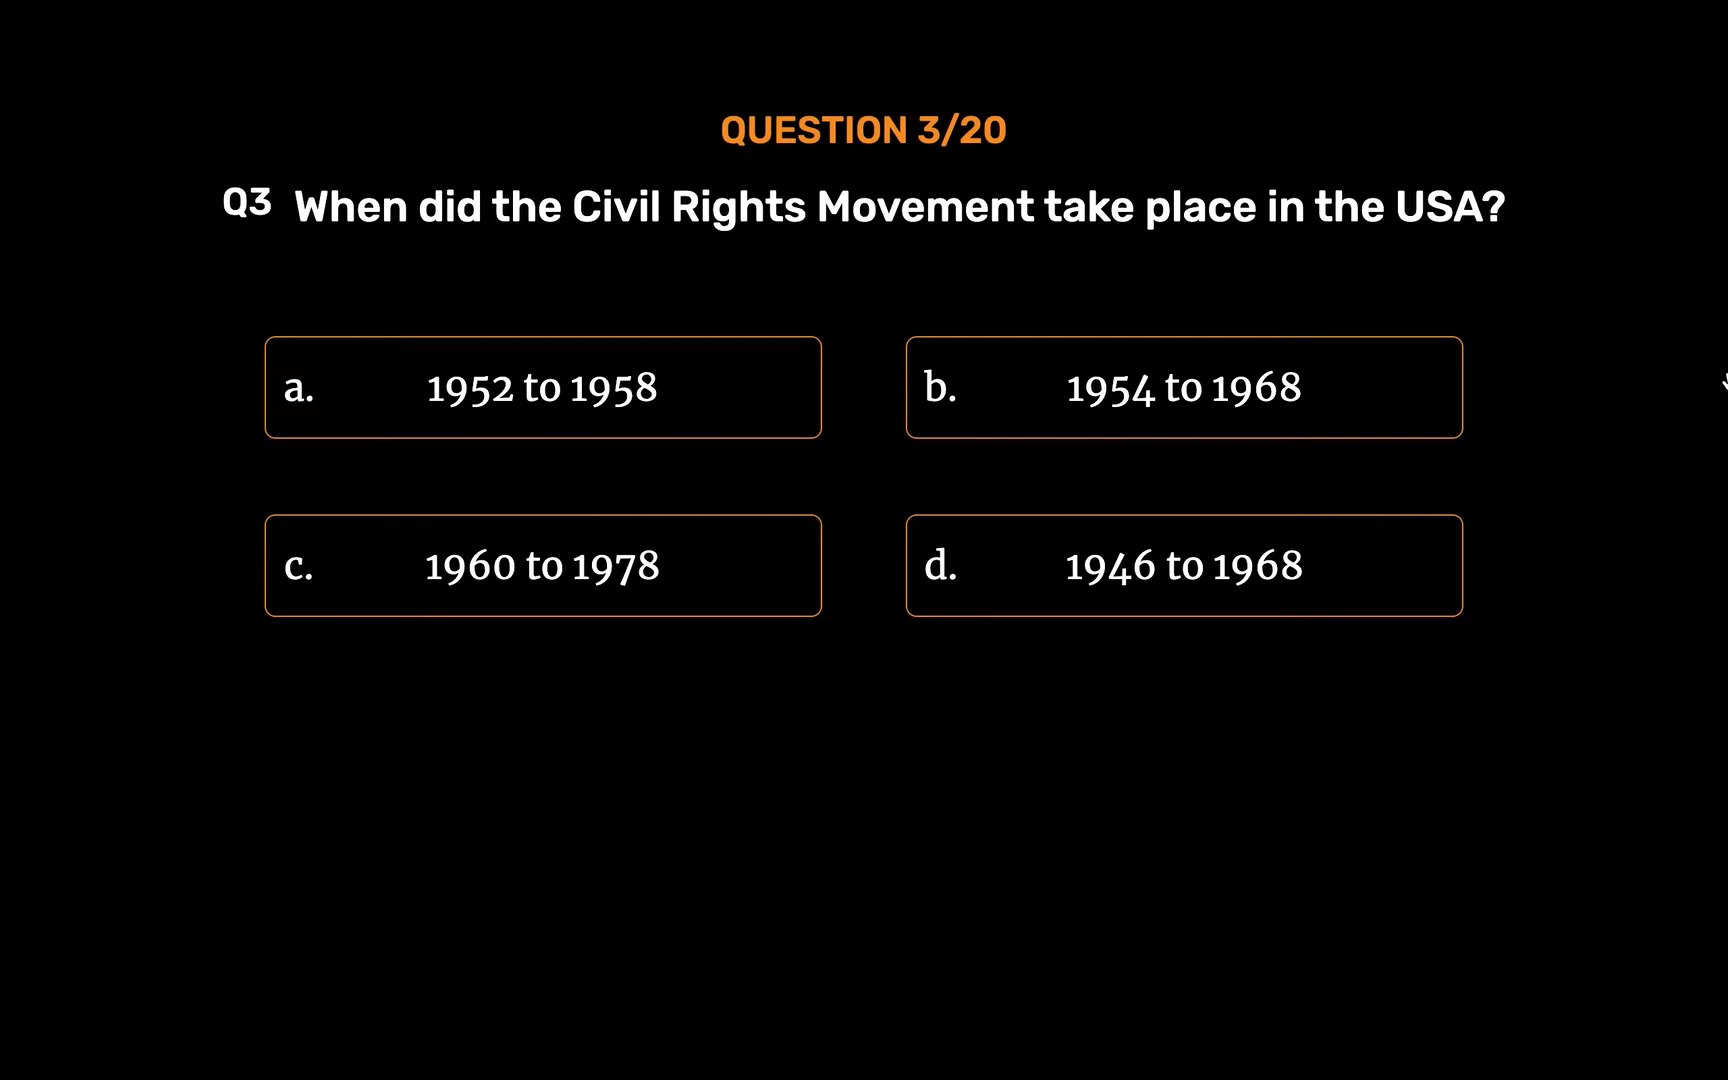 QUESTION 3/20
Q3 When did the Civil Rights Movement take place in the USA?
a. 1952 to 1958
b. 1954 to 1968
c. 1960 to 1978
d. 1946 to 1968